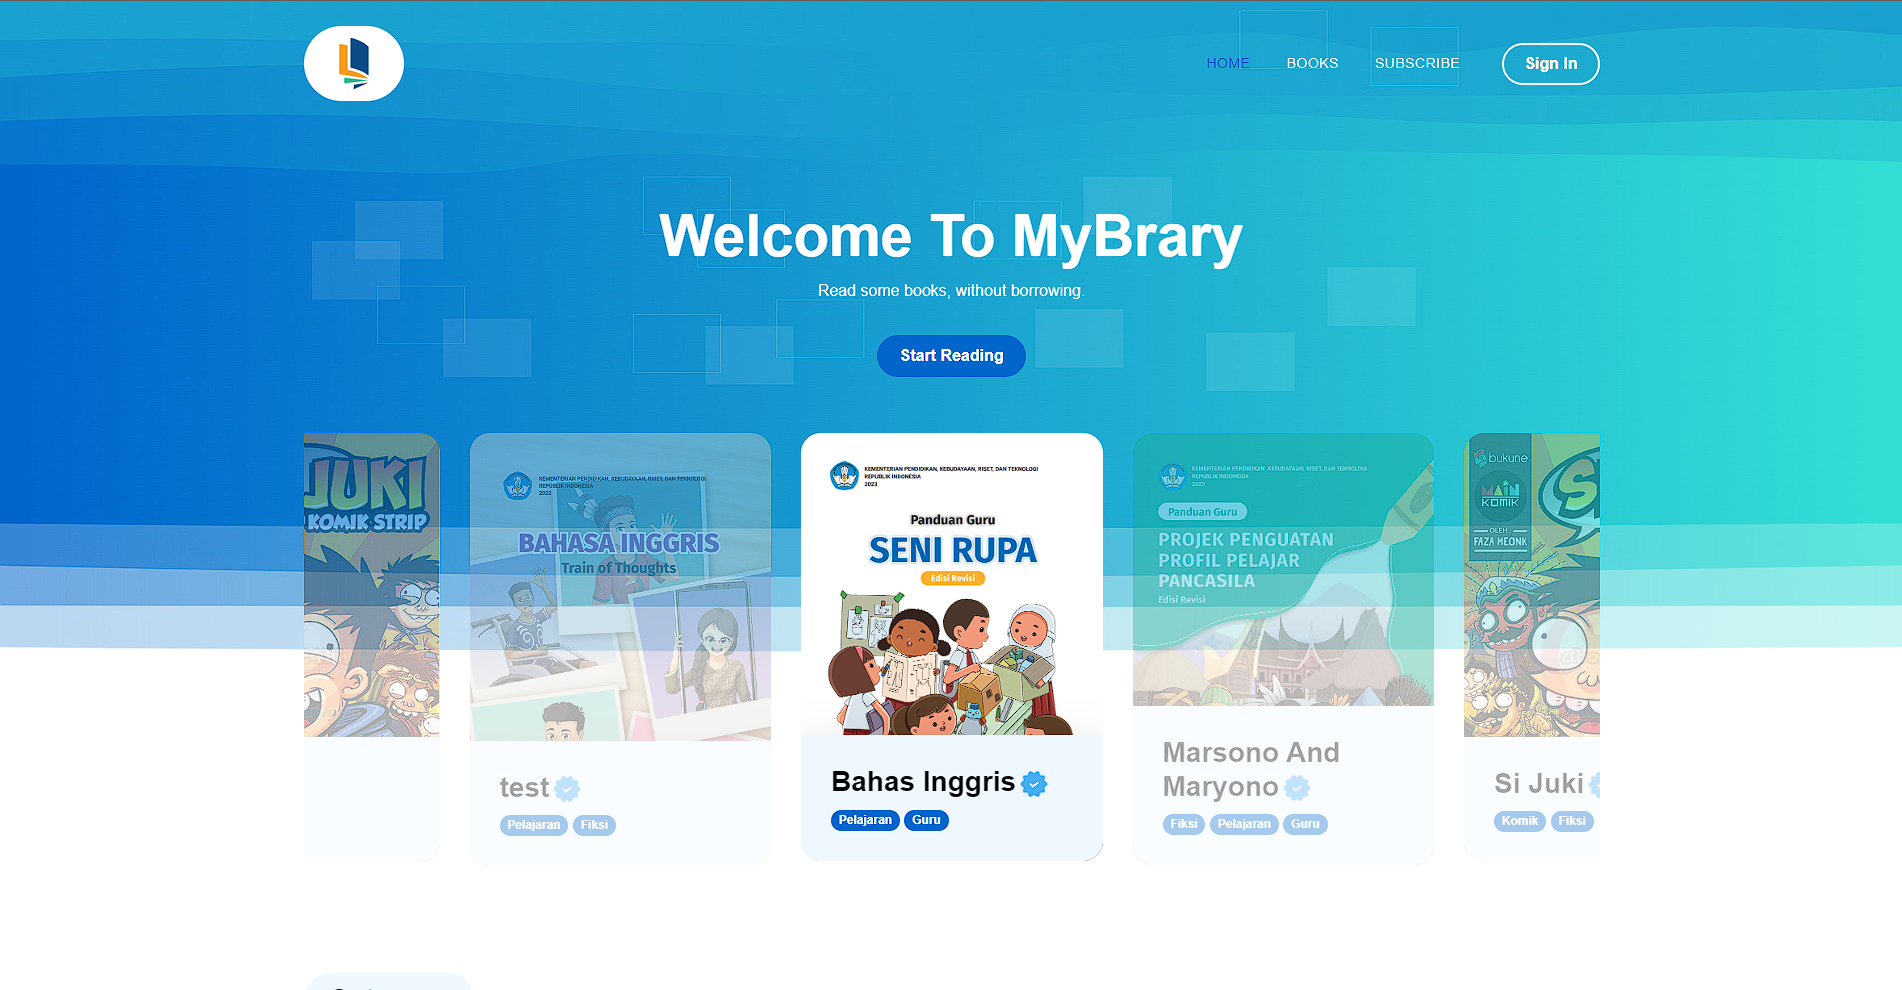 HOME
BOOKS
SUBSCRIBE
Sign In
Welcome To MyBrary
Read some books, without borrowing.
Start Reading
JUKI
KOMIK STRIP
KEMENTERIAN PENDIDIKAN, KEBUDAYAAN, RISET, DAN TEKNOLOGI
REPUBLIK INDONESIA
2022
BAHASA INGGRIS
Train of Thoughts
test
Pelajaran
Fiksi
KEMENTERIAN PENDIDIKAN, KEBUDAYAAN, RISET, DAN TEKNOLOGI
REPUBLIK INDONESIA
2023
Panduan Guru
SENI RUPA
Edisi Revisi
Bahas Inggris
Pelajaran
Guru
KEMENTERIAN PENDIDIKAN, KEBUDAYAAN, RISET, DAN TEKNOLOGI
REPUBLIK INDONESIA
2023
Panduan Guru
PROJEK PENGUATAN
PROFIL PELAJAR
PANCASILA
Edisi Revisi
Marsono And
Maryono
Fiksi
Pelajaran
Guru
bukune
MAIN
KOMIK
OLEH :
FAZA MEONK
S
Si Juki
Komik
Fiksi